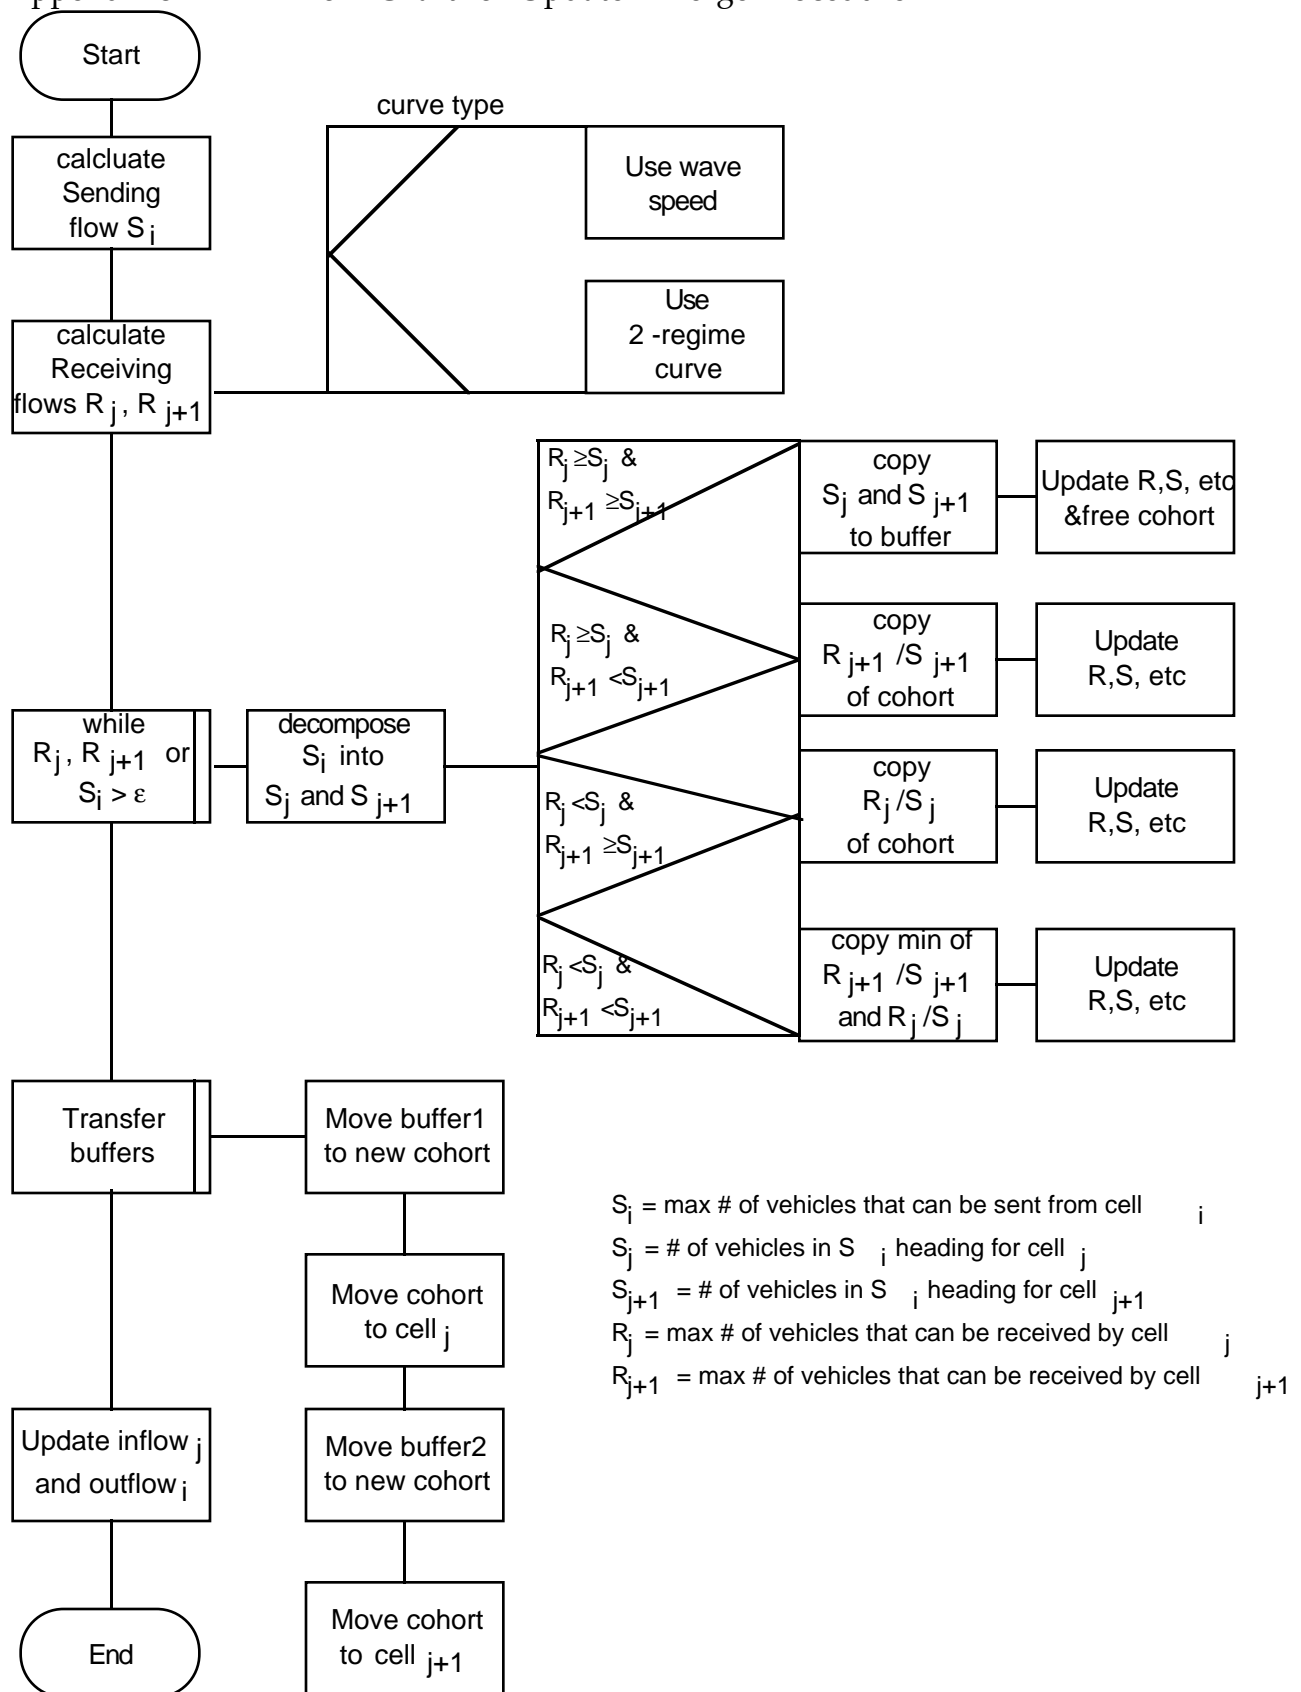 Start
curve type
calcluate
Sending
flow S i
Use wave
speed
calculate
Receiving
flows R j , R j+1
Use
2 -regime
curve
R j ≥S j &
R j+1 ≥S j+1
copy
S j and S j+1
to buffer
Update R,S, etc
&free cohort
R j ≥S j &
R j+1 <S j+1
copy
R j+1 /S j+1
of cohort
Update
R,S, etc
while
R j , R j+1 or
S i > ε
decompose
S i into
S j and S j+1
R j <S j &
R j+1 ≥S j+1
copy
R j /S j
of cohort
Update
R,S, etc
R j <S j &
R j+1 <S j+1
copy min of
R j+1 /S j+1
and R j /S j
Update
R,S, etc
Transfer
buffers
Move buffer1
to new cohort
Move cohort
to cell j
S i = max # of vehicles that can be sent from cell i
S j = # of vehicles in S i heading for cell j
S j+1 = # of vehicles in S i heading for cell j+1
R j = max # of vehicles that can be received by cell j
R j+1 = max # of vehicles that can be received by cell j+1
Update inflow j
and outflow i
Move buffer2
to new cohort
End
Move cohort
to cell j+1